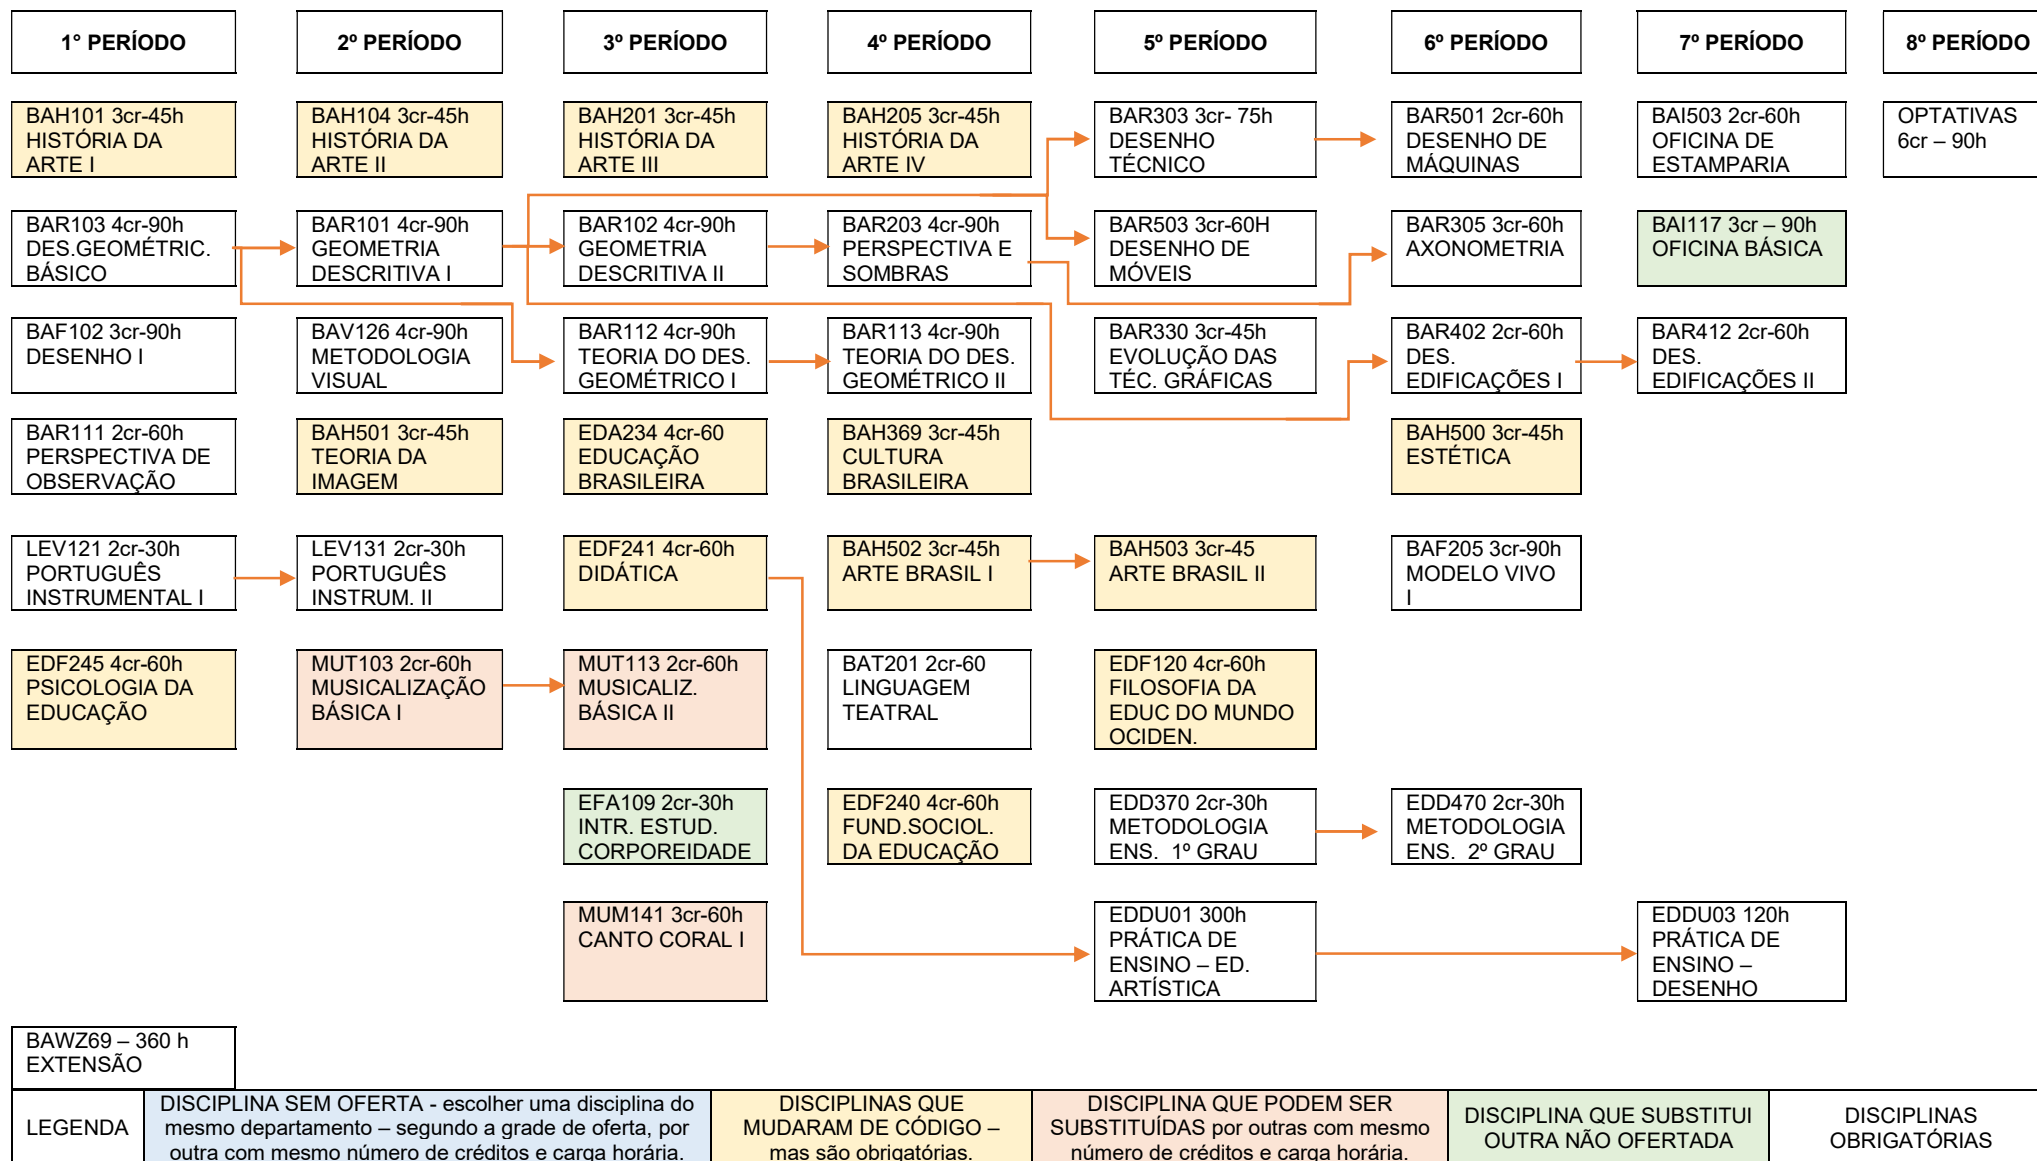 1° PERÍODO
2º PERÍODO
3º PERÍODO
4º PERÍODO
5º PERÍODO
6º PERÍODO
7º PERÍODO
8º PERÍODO
BAH101 3cr-45h
HISTÓRIA DA
ARTE I
BAH104 3cr-45h
HISTÓRIA DA
ARTE II
BAH201 3cr-45h
HISTÓRIA DA
ARTE III
BAH205 3cr-45h
HISTÓRIA DA
ARTE IV
BAR303 3cr- 75h
DESENHO
TÉCNICO
BAR501 2cr-60h
DESENHO DE
MÁQUINAS
BAI503 2cr-60h
OFICINA DE
ESTAMPARIA
OPTATIVAS
6cr – 90h
BAR103 4cr-90h
DES.GEOMÉTRIC.
BÁSICO
BAR101 4cr-90h
GEOMETRIA
DESCRITIVA I
BAR102 4cr-90h
GEOMETRIA
DESCRITIVA II
BAR203 4cr-90h
PERSPECTIVA E
SOMBRAS
BAR503 3cr-60H
DESENHO DE
MÓVEIS
BAR305 3cr-60h
AXONOMETRIA
BAI117 3cr – 90h
OFICINA BÁSICA
BAF102 3cr-90h
DESENHO I
BAV126 4cr-90h
METODOLOGIA
VISUAL
BAR112 4cr-90h
TEORIA DO DES.
GEOMÉTRICO I
BAR113 4cr-90h
TEORIA DO DES.
GEOMÉTRICO II
BAR330 3cr-45h
EVOLUÇÃO DAS
TÉC. GRÁFICAS
BAR402 2cr-60h
DES.
EDIFICAÇÕES I
BAR412 2cr-60h
DES.
EDIFICAÇÕES II
BAR111 2cr-60h
PERSPECTIVA DE
OBSERVAÇÃO
BAH501 3cr-45h
TEORIA DA
IMAGEM
EDA234 4cr-60
EDUCAÇÃO
BRASILEIRA
BAH369 3cr-45h
CULTURA
BRASILEIRA
BAH500 3cr-45h
ESTÉTICA
LEV121 2cr-30h
PORTUGUÊS
INSTRUMENTAL I
LEV131 2cr-30h
PORTUGUÊS
INSTRUM. II
EDF241 4cr-60h
DIDÁTICA
BAH502 3cr-45h
ARTE BRASIL I
BAH503 3cr-45
ARTE BRASIL II
BAF205 3cr-90h
MODELO VIVO
I
EDF245 4cr-60h
PSICOLOGIA DA
EDUCAÇÃO
MUT103 2cr-60h
MUSICALIZAÇÃO
BÁSICA I
MUT113 2cr-60h
MUSICALIZ.
BÁSICA II
BAT201 2cr-60
LINGUAGEM
TEATRAL
EDF120 4cr-60h
FILOSOFIA DA
EDUC DO MUNDO
OCIDEN.
EFA109 2cr-30h
INTR. ESTUD.
CORPOREIDADE
EDF240 4cr-60h
FUND.SOCIOL.
DA EDUCAÇÃO
EDD370 2cr-30h
METODOLOGIA
ENS. 1º GRAU
EDD470 2cr-30h
METODOLOGIA
ENS. 2º GRAU
MUM141 3cr-60h
CANTO CORAL I
EDDU01 300h
PRÁTICA DE
ENSINO – ED.
ARTÍSTICA
EDDU03 120h
PRÁTICA DE
ENSINO –
DESENHO
BAWZ69 – 360 h
EXTENSÃO
LEGENDA
DISCIPLINA SEM OFERTA - escolher uma disciplina do
mesmo departamento – segundo a grade de oferta, por
outra com mesmo número de créditos e carga horária.
DISCIPLINAS QUE
MUDARAM DE CÓDIGO –
mas são obrigatórias.
DISCIPLINA QUE PODEM SER
SUBSTITUÍDAS por outras com mesmo
número de créditos e carga horária.
DISCIPLINA QUE SUBSTITUI
OUTRA NÃO OFERTADA
DISCIPLINAS
OBRIGATÓRIAS